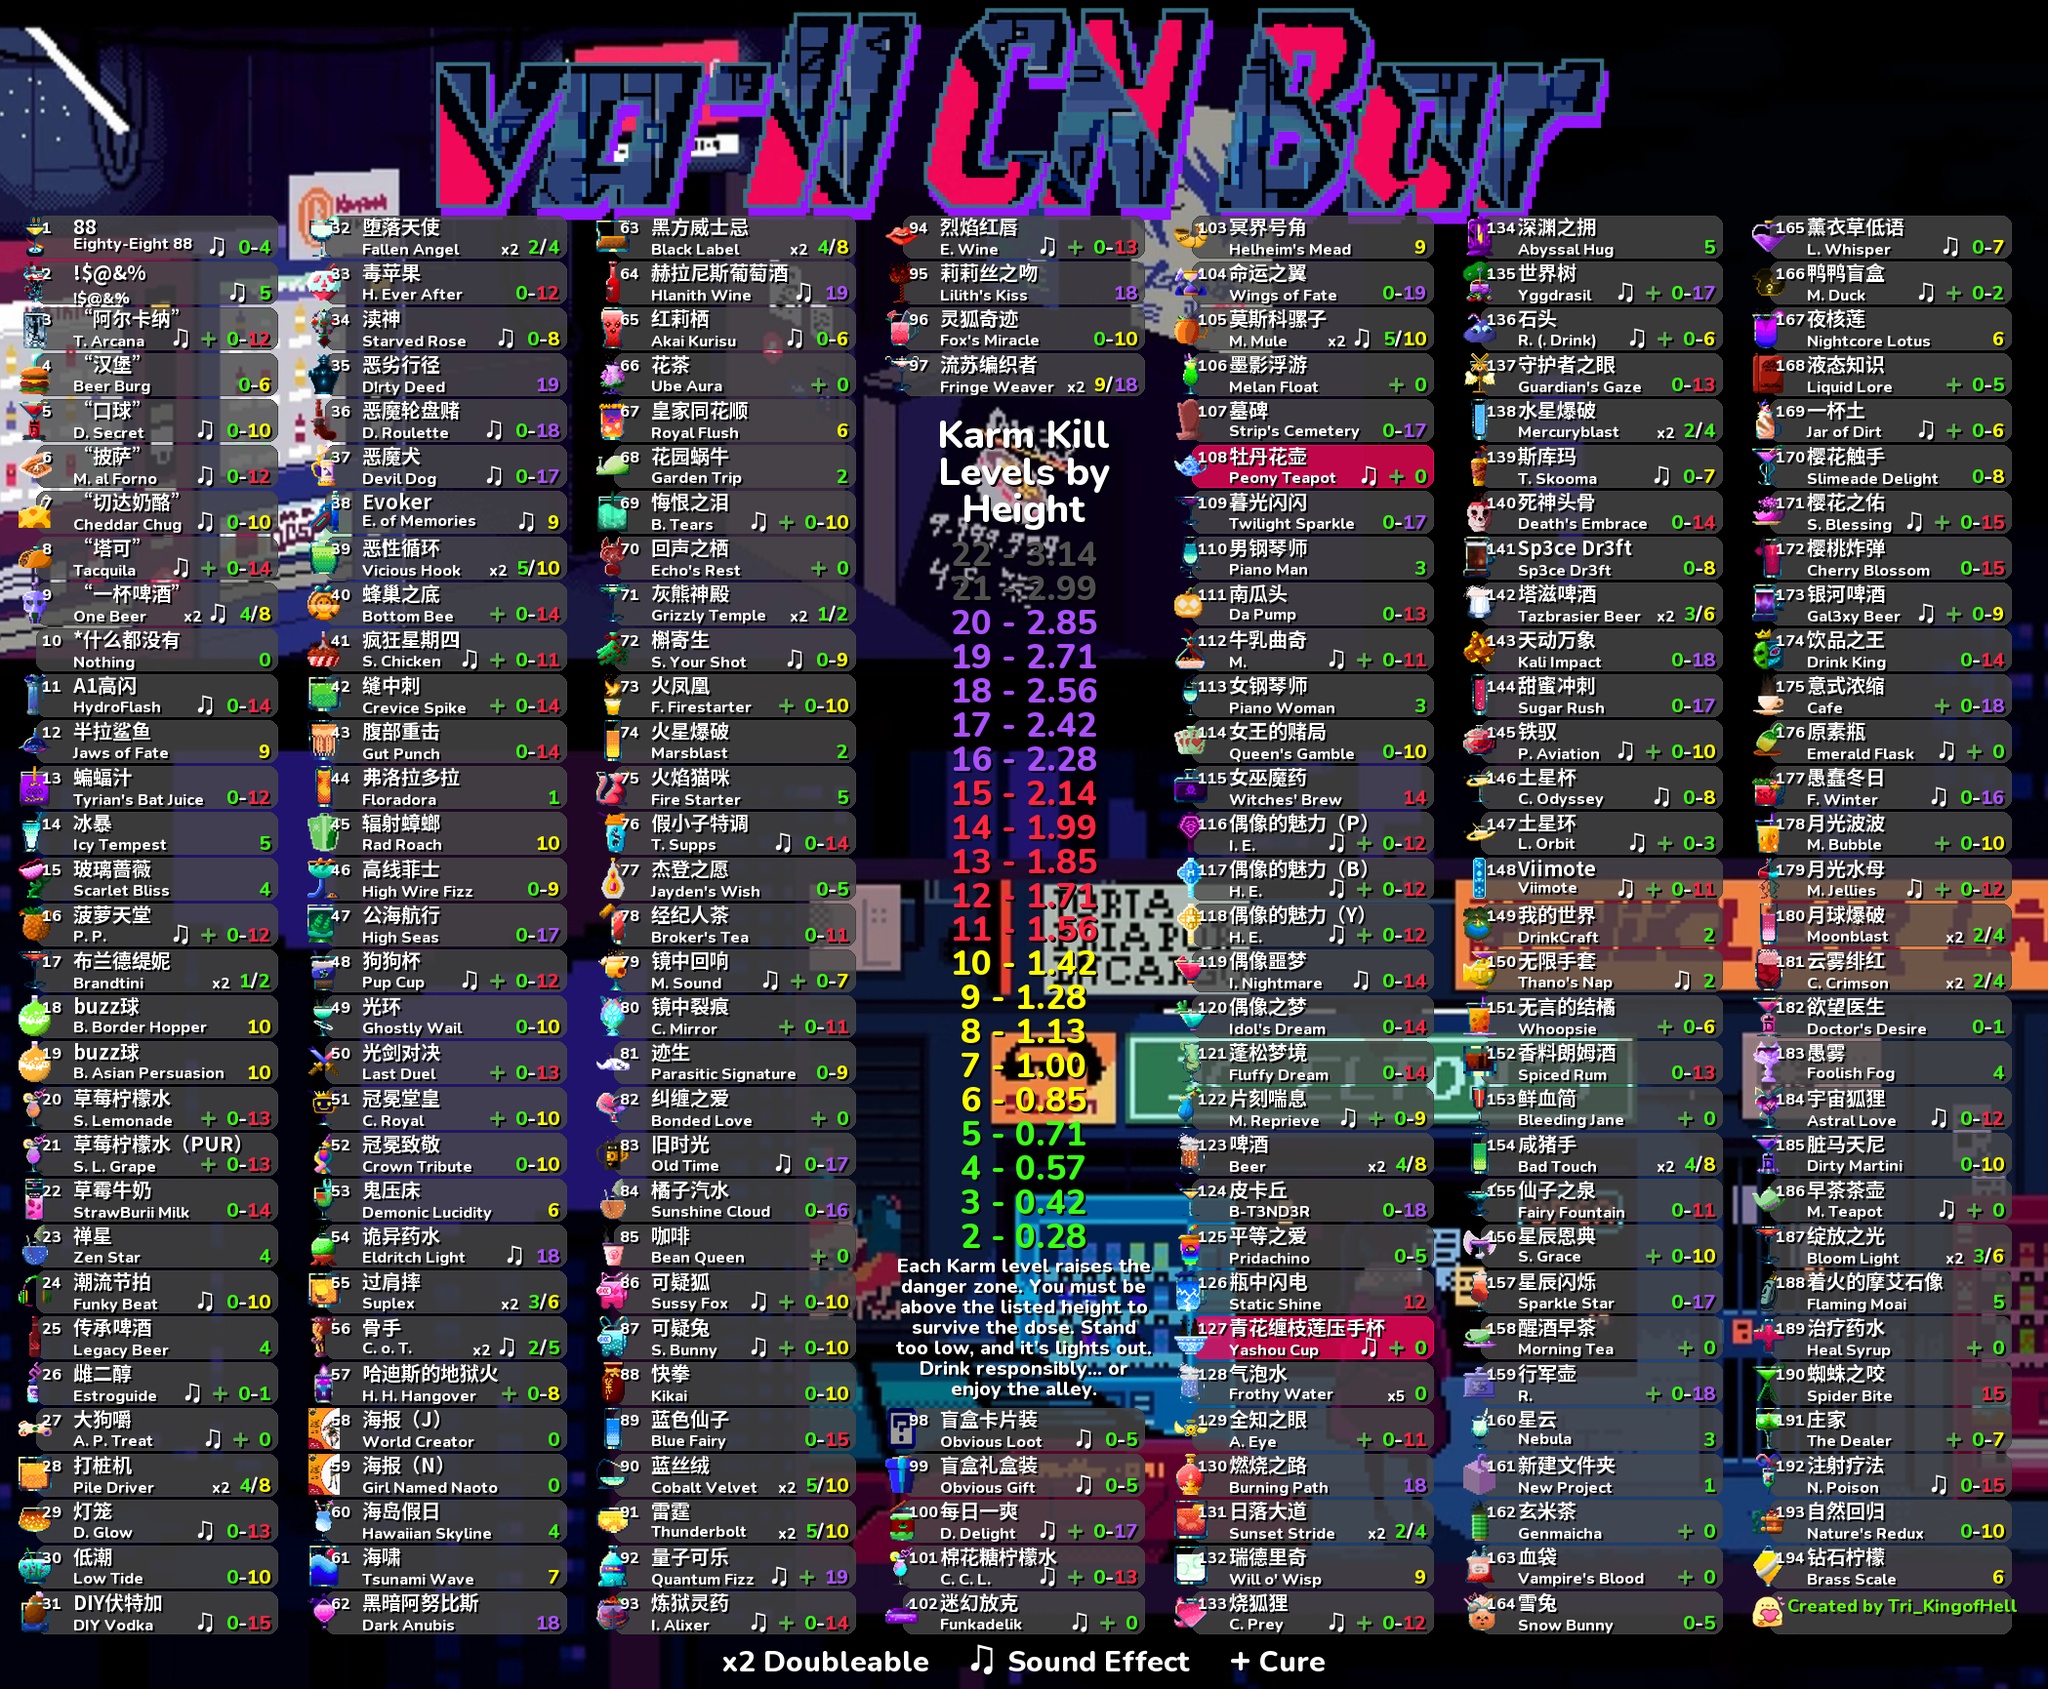 Va-11 CN Bar
1 88
Eighty-Eight 88 ♫ 0-4
2 !$@&%
!$@&% ♫ 5
3 “阿尔卡纳”
T. Arcana ♫ + 0-12
4 “汉堡”
Beer Burg 0-6
5 “口球”
D. Secret ♫ 0-10
6 “披萨”
M. al Forno ♫ 0-12
7 “切达奶酪”
Cheddar Chug ♫ 0-10
8 “塔可”
Tacquila ♫ + 0-14
9 “一杯啤酒”
One Beer x2 ♫ 4/8
10 *什么都没有
Nothing 0
11 A1高闪
HydroFlash ♫ 0-14
12 半拉鲨鱼
Jaws of Fate 9
13 蝙蝠汁
Tyrian's Bat Juice 0-12
14 冰暴
Icy Tempest 5
15 玻璃蔷薇
Scarlet Bliss 4
16 菠萝天堂
P. P. ♫ + 0-12
17 布兰德缇妮
Brandtini x2 1/2
18 buzz球
B. Border Hopper 10
19 buzz球
B. Asian Persuasion 10
20 草莓柠檬水
S. Lemonade + 0-13
21 草莓柠檬水（PUR）
S. L. Grape + 0-13
22 草霉牛奶
StrawBurii Milk 0-14
23 禅星
Zen Star 4
24 潮流节拍
Funky Beat ♫ 0-10
25 传承啤酒
Legacy Beer 4
26 雌二醇
Estroguide ♫ + 0-1
27 大狗嚼
A. P. Treat ♫ + 0
28 打桩机
Pile Driver x2 4/8
29 灯笼
D. Glow ♫ 0-13
30 低潮
Low Tide 0-10
31 DIY伏特加
DIY Vodka ♫ 0-15
32 堕落天使
Fallen Angel x2 2/4
33 毒苹果
H. Ever After 0-12
34 渎神
Starved Rose ♫ 0-8
35 恶劣行径
D!rty Deed 19
36 恶魔轮盘赌
D. Roulette ♫ 0-18
37 恶魔犬
Devil Dog ♫ 0-17
38 Evoker
E. of Memories ♫ 9
39 恶性循环
Vicious Hook x2 5/10
40 蜂巢之底
Bottom Bee + 0-14
41 疯狂星期四
S. Chicken ♫ + 0-11
42 缝中刺
Crevice Spike + 0-14
43 腹部重击
Gut Punch 0-14
44 弗洛拉多拉
Floradora 1
45 辐射蟑螂
Rad Roach 10
46 高线菲士
High Wire Fizz 0-9
47 公海航行
High Seas 0-17
48 狗狗杯
Pup Cup ♫ + 0-12
49 光环
Ghostly Wail 0-10
50 光剑对决
Last Duel + 0-13
51 冠冕堂皇
C. Royal + 0-10
52 冠冕致敬
Crown Tribute 0-10
53 鬼压床
Demonic Lucidity 6
54 诡异药水
Eldritch Light ♫ 18
55 过肩摔
Suplex x2 3/6
56 骨手
C. o. T. x2 ♫ 2/5
57 哈迪斯的地狱火
H. H. Hangover + 0-8
58 海报（J）
World Creator 0
59 海报（N）
Girl Named Naoto 0
60 海岛假日
Hawaiian Skyline 4
61 海啸
Tsunami Wave 7
62 黑暗阿努比斯
Dark Anubis 18
63 黑方威士忌
Black Label x2 4/8
64 赫拉尼斯葡萄酒
Hlanith Wine ♫ 19
65 红莉栖
Akai Kurisu ♫ 0-6
66 花茶
Ube Aura + 0
67 皇家同花顺
Royal Flush 6
68 花园蜗牛
Garden Trip 2
69 悔恨之泪
B. Tears ♫ + 0-10
70 回声之栖
Echo's Rest + 0
71 灰熊神殿
Grizzly Temple x2 1/2
72 槲寄生
S. Your Shot ♫ 0-9
73 火凤凰
F. Firestarter + 0-10
74 火星爆破
Marsblast 2
75 火焰猫咪
Fire Starter 5
76 假小子特调
T. Supps ♫ 0-14
77 杰登之愿
Jayden's Wish 0-5
78 经纪人茶
Broker's Tea 0-11
79 镜中回响
M. Sound ♫ + 0-7
80 镜中裂痕
C. Mirror + 0-11
81 迹生
Parasitic Signature 0-9
82 纠缠之爱
Bonded Love + 0
83 旧时光
Old Time ♫ 0-17
84 橘子汽水
Sunshine Cloud 0-16
85 咖啡
Bean Queen + 0
86 可疑狐
Sussy Fox ♫ + 0-10
87 可疑兔
S. Bunny ♫ + 0-10
88 快拳
Kikai 0-10
89 蓝色仙子
Blue Fairy 0-15
90 蓝丝绒
Cobalt Velvet x2 5/10
91 雷霆
Thunderbolt x2 5/10
92 量子可乐
Quantum Fizz ♫ + 19
93 炼狱灵药
I. Alixer ♫ + 0-14
94 烈焰红唇
E. Wine ♫ + 0-13
95 莉莉丝之吻
Lilith's Kiss 18
96 灵狐奇迹
Fox's Miracle 0-10
97 流苏编织者
Fringe Weaver x2 9/18
Karm Kill
Levels by
Height
22 - 3.14
21 - 2.99
20 - 2.85
19 - 2.71
18 - 2.56
17 - 2.42
16 - 2.28
15 - 2.14
14 - 1.99
13 - 1.85
12 - 1.71
11 - 1.56
10 - 1.42
9 - 1.28
8 - 1.13
7 - 1.00
6 - 0.85
5 - 0.71
4 - 0.57
3 - 0.42
2 - 0.28
Each Karm level raises the
danger zone. You must be
above the listed height to
survive the dose. Stand
too low, and it's lights out.
Drink responsibly... or
enjoy the alley.
98 盲盒卡片装
Obvious Loot ♫ 0-5
99 盲盒礼盒装
Obvious Gift ♫ 0-5
100 每日一爽
D. Delight ♫ + 0-17
101 棉花糖柠檬水
C. C. L. ♫ + 0-13
102 迷幻放克
Funkadelik ♫ + 0
103 冥界号角
Helheim's Mead 9
104 命运之翼
Wings of Fate 0-19
105 莫斯科骡子
M. Mule x2 ♫ 5/10
106 墨影浮游
Melan Float + 0
107 墓碑
Strip's Cemetery 0-17
108 牡丹花壶
Peony Teapot ♫ + 0
109 暮光闪闪
Twilight Sparkle 0-17
110 男钢琴师
Piano Man 3
111 南瓜头
Da Pump 0-13
112 牛乳曲奇
M. ♫ + 0-11
113 女钢琴师
Piano Woman 3
114 女王的赌局
Queen's Gamble 0-10
115 女巫魔药
Witches' Brew 14
116 偶像的魅力（P）
I. E. ♫ + 0-12
117 偶像的魅力（B）
H. E. ♫ + 0-12
118 偶像的魅力（Y）
H. E. ♫ + 0-12
119 偶像噩梦
I. Nightmare ♫ 0-14
120 偶像之梦
Idol's Dream 0-14
121 蓬松梦境
Fluffy Dream 0-14
122 片刻喘息
M. Reprieve ♫ + 0-9
123 啤酒
Beer x2 4/8
124 皮卡丘
B-T3ND3R 0-18
125 平等之爱
Pridachino 0-5
126 瓶中闪电
Static Shine 12
127 青花缠枝莲压手杯
Yashou Cup ♫ + 0
128 气泡水
Frothy Water x5 0
129 全知之眼
A. Eye + 0-11
130 燃烧之路
Burning Path 18
131 日落大道
Sunset Stride x2 2/4
132 瑞德里奇
Will o' Wisp 9
133 烧狐狸
C. Prey ♫ + 0-12
134 深渊之拥
Abyssal Hug 5
135 世界树
Yggdrasil ♫ + 0-17
136 石头
R. (. Drink) ♫ + 0-6
137 守护者之眼
Guardian's Gaze 0-13
138 水星爆破
Mercuryblast x2 2/4
139 斯库玛
T. Skooma ♫ 0-7
140 死神头骨
Death's Embrace 0-14
141 Sp3ce Dr3ft
Sp3ce Dr3ft 0-8
142 塔滋啤酒
Tazbrasier Beer x2 3/6
143 天动万象
Kali Impact 0-18
144 甜蜜冲刺
Sugar Rush 0-17
145 铁驭
P. Aviation ♫ + 0-10
146 土星杯
C. Odyssey ♫ 0-8
147 土星环
L. Orbit ♫ + 0-3
148 Viimote
Viimote ♫ + 0-11
149 我的世界
DrinkCraft 2
150 无限手套
Thano's Nap ♫ 2
151 无言的结橘
Whoopsie + 0-6
152 香料朗姆酒
Spiced Rum 0-13
153 鲜血筒
Bleeding Jane + 0
154 咸猪手
Bad Touch x2 4/8
155 仙子之泉
Fairy Fountain 0-11
156 星辰恩典
S. Grace + 0-10
157 星辰闪烁
Sparkle Star 0-17
158 醒酒早茶
Morning Tea + 0
159 行军壶
R. + 0-18
160 星云
Nebula 3
161 新建文件夹
New Project 1
162 玄米茶
Genmaicha + 0
163 血袋
Vampire's Blood + 0
164 雪兔
Snow Bunny 0-5
165 薰衣草低语
L. Whisper ♫ 0-7
166 鸭鸭盲盒
M. Duck ♫ + 0-2
167 夜核莲
Nightcore Lotus 6
168 液态知识
Liquid Lore + 0-5
169 一杯土
Jar of Dirt ♫ + 0-6
170 樱花触手
Slimeade Delight 0-8
171 樱花之佑
S. Blessing ♫ + 0-15
172 樱桃炸弹
Cherry Blossom 0-15
173 银河啤酒
Gal3xy Beer ♫ + 0-9
174 饮品之王
Drink King 0-14
175 意式浓缩
Cafe + 0-18
176 原素瓶
Emerald Flask ♫ + 0
177 愚蠢冬日
F. Winter ♫ 0-16
178 月光波波
M. Bubble + 0-10
179 月光水母
M. Jellies ♫ + 0-12
180 月球爆破
Moonblast x2 2/4
181 云雾绯红
C. Crimson x2 2/4
182 欲望医生
Doctor's Desire 0-1
183 愚雾
Foolish Fog 4
184 宇宙狐狸
Astral Love ♫ 0-12
185 脏马天尼
Dirty Martini 0-10
186 早茶茶壶
M. Teapot ♫ + 0
187 绽放之光
Bloom Light x2 3/6
188 着火的摩艾石像
Flaming Moai 5
189 治疗药水
Heal Syrup + 0
190 蜘蛛之咬
Spider Bite 15
191 庄家
The Dealer + 0-7
192 注射疗法
N. Poison ♫ 0-15
193 自然回归
Nature's Redux 0-10
194 钻石柠檬
Brass Scale 6
Created by Tri_KingofHell
x2 Doubleable ♫ Sound Effect + Cure